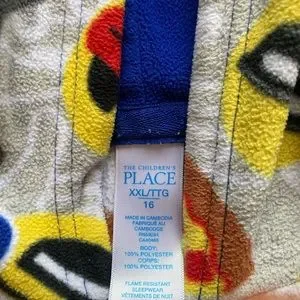 THE CHILDREN'S
PLACE
XXL/TTG
16
MADE IN CAMBODIA
FABRIQUÉ AU
CAMBODGE
BODY:
100% POLYESTER
CORPS:
100% POLYESTER
FLAME RESISTANT
SLEEPWEAR
VÊTEMENTS DE NUIT